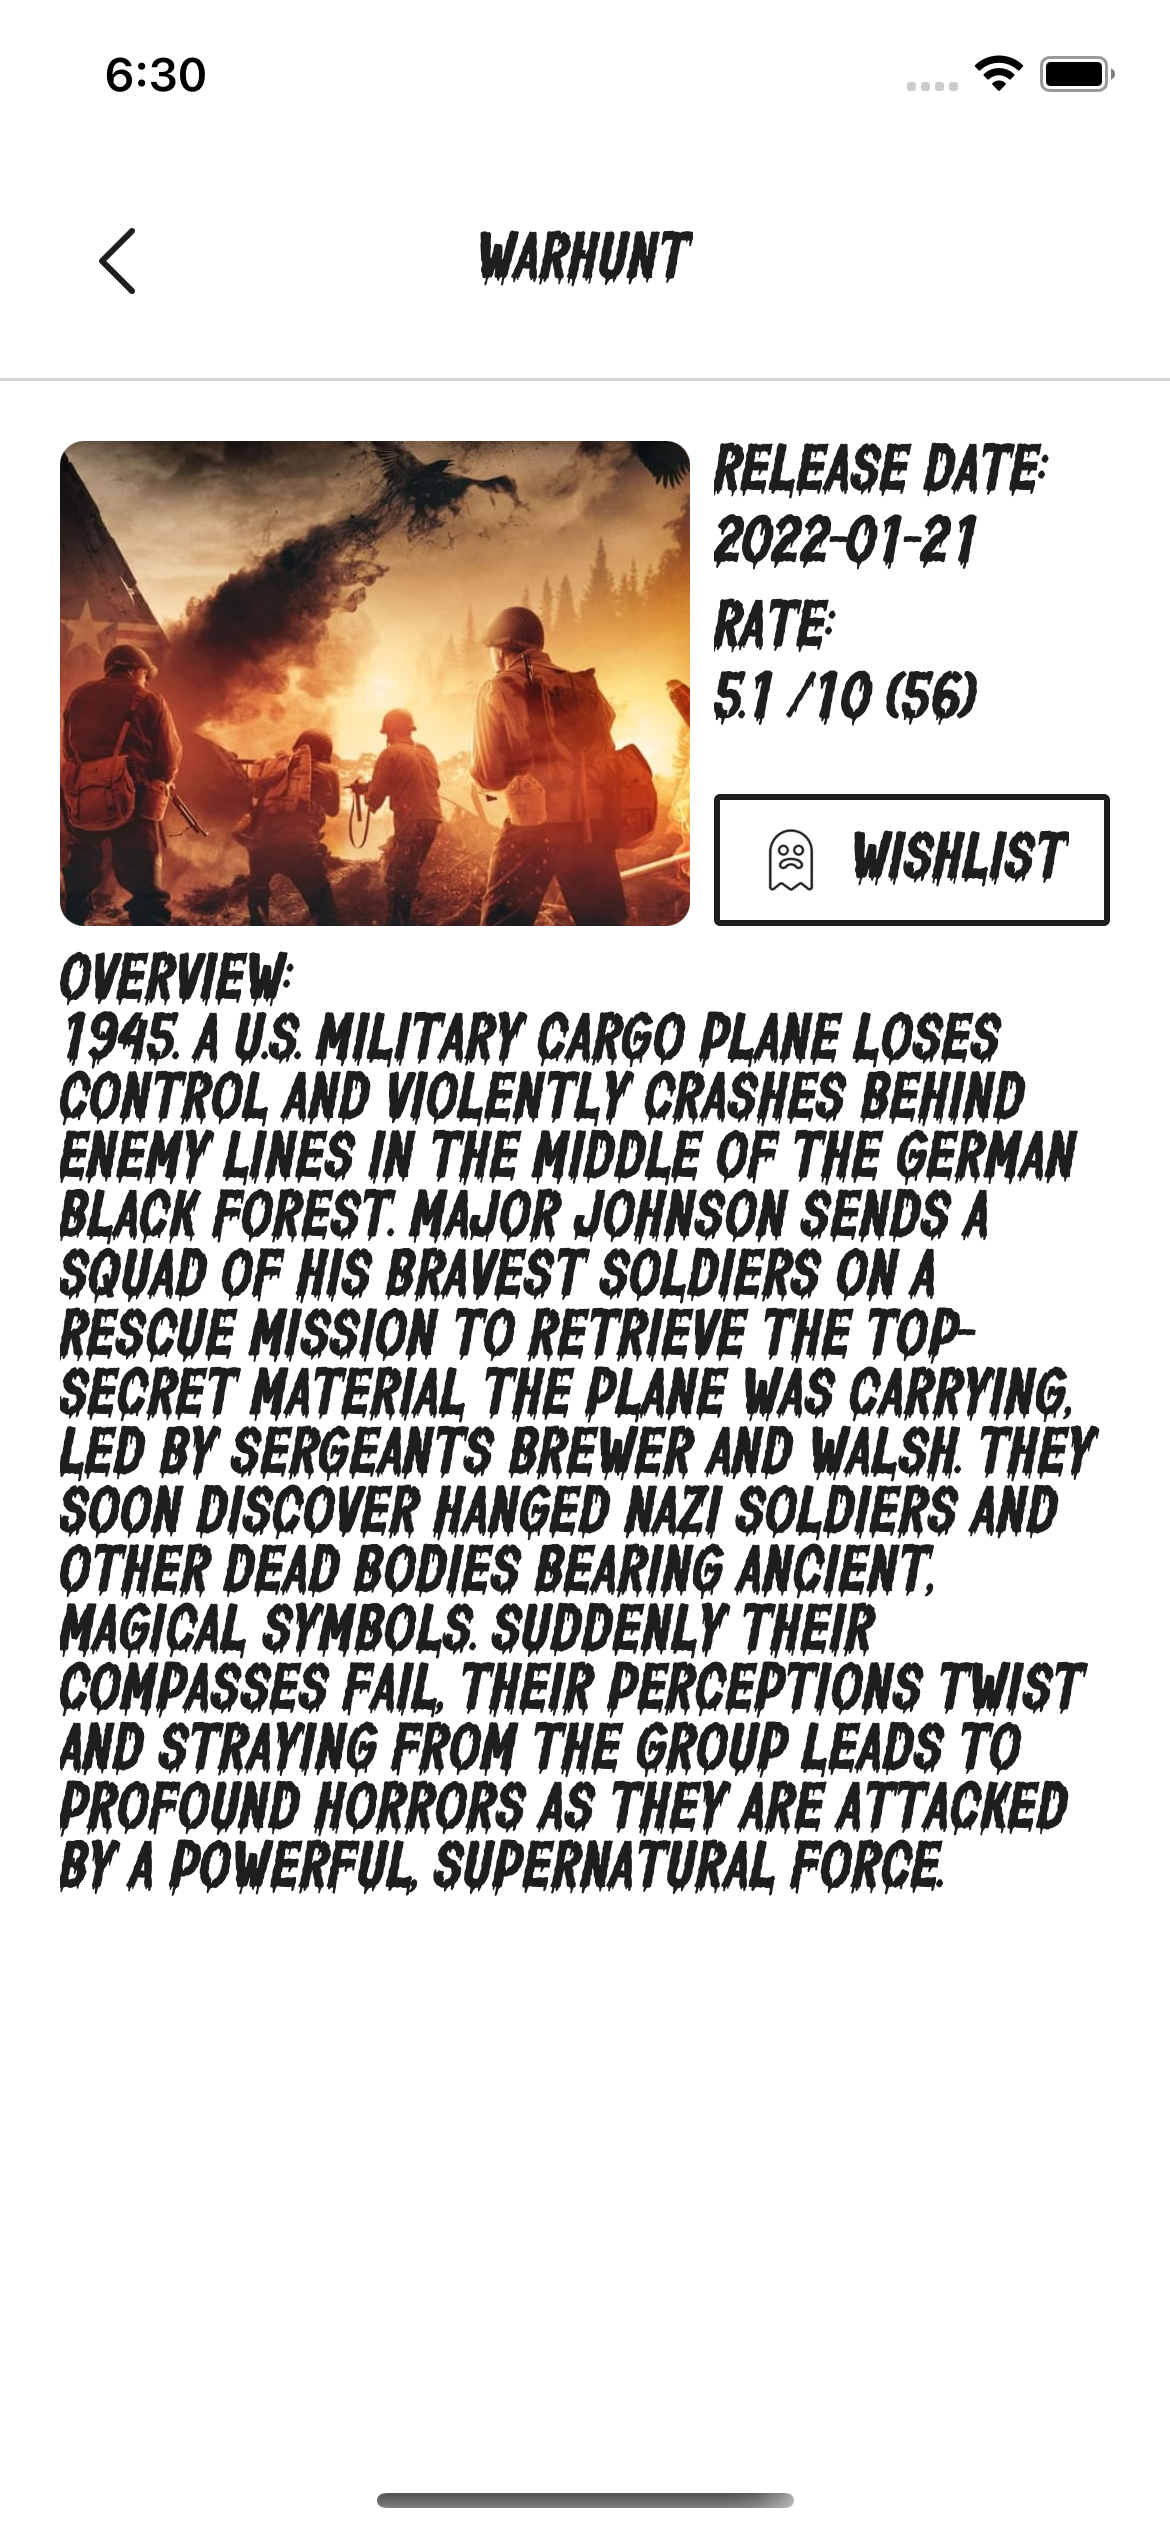 6:30
WARHUNT
RELEASE DATE:
2022-01-21
RATE:
5.1 /10 (56)
WISHLIST
OVERVIEW:
1945. A U.S. MILITARY CARGO PLANE LOSES
CONTROL AND VIOLENTLY CRASHES BEHIND
ENEMY LINES IN THE MIDDLE OF THE GERMAN
BLACK FOREST. MAJOR JOHNSON SENDS A
SQUAD OF HIS BRAVEST SOLDIERS ON A
RESCUE MISSION TO RETRIEVE THE TOP-
SECRET MATERIAL THE PLANE WAS CARRYING,
LED BY SERGEANTS BREWER AND WALSH. THEY
SOON DISCOVER HANGED NAZI SOLDIERS AND
OTHER DEAD BODIES BEARING ANCIENT,
MAGICAL SYMBOLS. SUDDENLY THEIR
COMPASSES FAIL, THEIR PERCEPTIONS TWIST
AND STRAYING FROM THE GROUP LEADS TO
PROFOUND HORRORS AS THEY ARE ATTACKED
BY A POWERFUL, SUPERNATURAL FORCE.